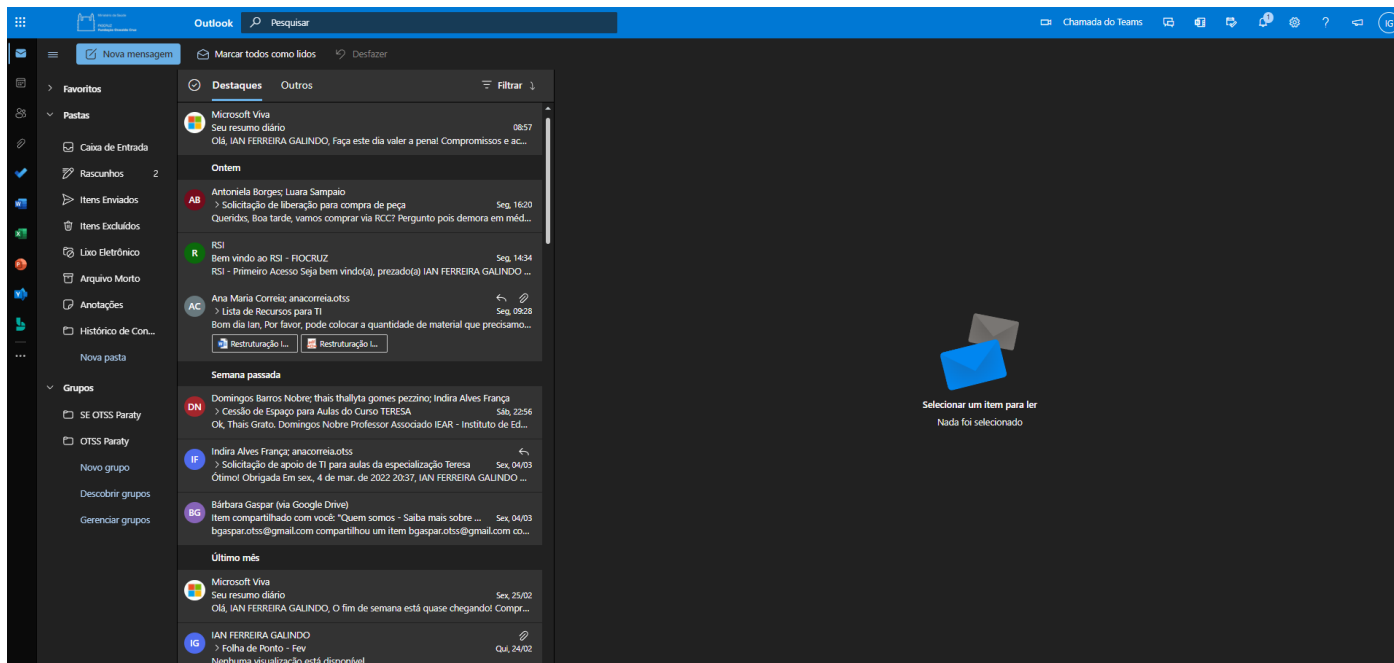 Outlook
Pesquisar
Chamada do Teams
1
IG
Nova mensagem
Marcar todos como lidos
Desfazer
Favoritos
Pastas
Caixa de Entrada
Rascunhos 2
Itens Enviados
Itens Excluídos
Lixo Eletrônico
Arquivo Morto
Anotações
Histórico de Con...
Nova pasta
Grupos
SE OTSS Paraty
OTSS Paraty
Novo grupo
Descobrir grupos
Gerenciar grupos
Destaques Outros Filtrar
Microsoft Viva
Seu resumo diário 08:57
Olá, IAN FERREIRA GALINDO, Faça este dia valer a pena! Compromissos e ac...
Ontem
AB
Antoniela Borges; Luara Sampaio
> Solicitação de liberação para compra de peça Seg, 16:20
Queridxs, Boa tarde, vamos comprar via RCC? Pergunto pois demora em méd...
R
RSI
Bem vindo ao RSI - FIOCRUZ Seg, 14:34
RSI - Primeiro Acesso Seja bem vindo(a), prezado(a) IAN FERREIRA GALINDO ...
AC
Ana Maria Correia; anacorreia.otss
> Lista de Recursos para TI Seg, 09:28
Bom dia Ian, Por favor, pode colocar a quantidade de material que precisamo...
Restruturação I... Restruturação I...
Semana passada
DN
Domingos Barros Nobre; thais thallyta gomes pezzino; Indira Alves França
> Cessão de Espaço para Aulas do Curso TERESA Sáb, 22:56
Ok, Thais Grato. Domingos Nobre Professor Associado IEAR - Instituto de Ed...
IF
Indira Alves França; anacorreia.otss
> Solicitação de apoio de TI para aulas da especialização Teresa Sex, 04/03
Ótimo! Obrigada Em sex., 4 de mar. de 2022 20:37, IAN FERREIRA GALINDO ...
BG
Bárbara Gaspar (via Google Drive)
Item compartilhado com você: "Quem somos - Saiba mais sobre ... Sex, 04/03
bgaspar.otss@gmail.com compartilhou um item bgaspar.otss@gmail.com co...
Último mês
Microsoft Viva
Seu resumo diário Sex, 25/02
Olá, IAN FERREIRA GALINDO, O fim de semana está quase chegando! Compr...
IG
IAN FERREIRA GALINDO
> Folha de Ponto - Fev Qui, 24/02
Nenhuma visualização está disponível.
Selecionar um item para ler
Nada foi selecionado